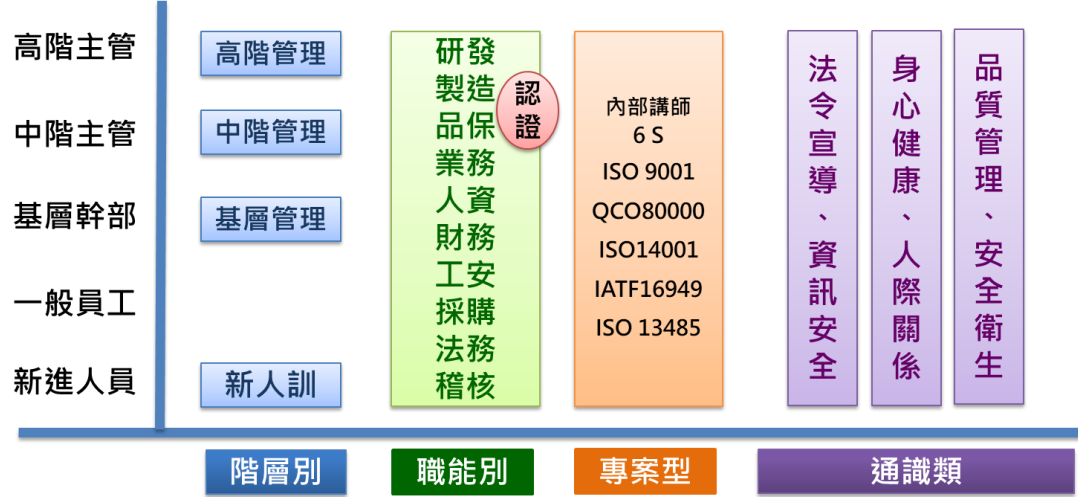 高階主管
中階主管
基層幹部
一般員工
新進人員
高階管理
中階管理
基層管理
新人訓
研發
製造
品保
業務
人資
財務
工安
採購
法務
稽核
認證
內部講師
6 S
ISO 9001
QCO80000
ISO14001
IATF16949
ISO 13485
法令宣導、資訊安全
身心健康、人際關係
品質管理、安全衛生
階層別
職能別
專案型
通識類